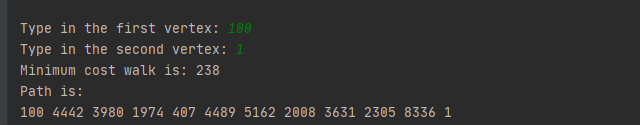 Type in the first vertex: 100
Type in the second vertex: 1
Minimum cost walk is: 238
Path is:
100 4442 3980 1974 407 4489 5162 2008 3631 2305 8336 1